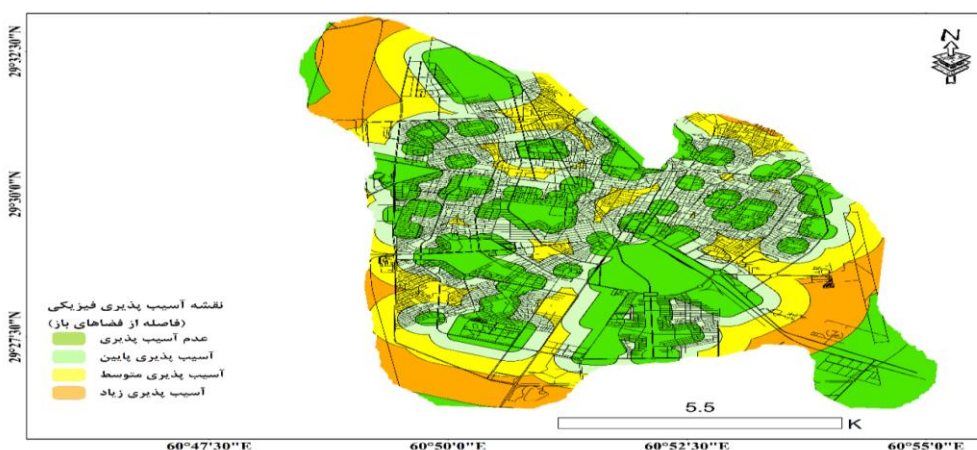 29°32'30"N
29°30'0"N
29°27'30"N
N
نقشه آسیب پذیری فیزیکی
(فاصله از فضاهای باز)
عدم آسیب پذیری
آسیب پذیری پایین
آسیب پذیری متوسط
آسیب پذیری زیاد
5.5
K
60°47'30"E
60°50'0"E
60°52'30"E
60°55'0"E